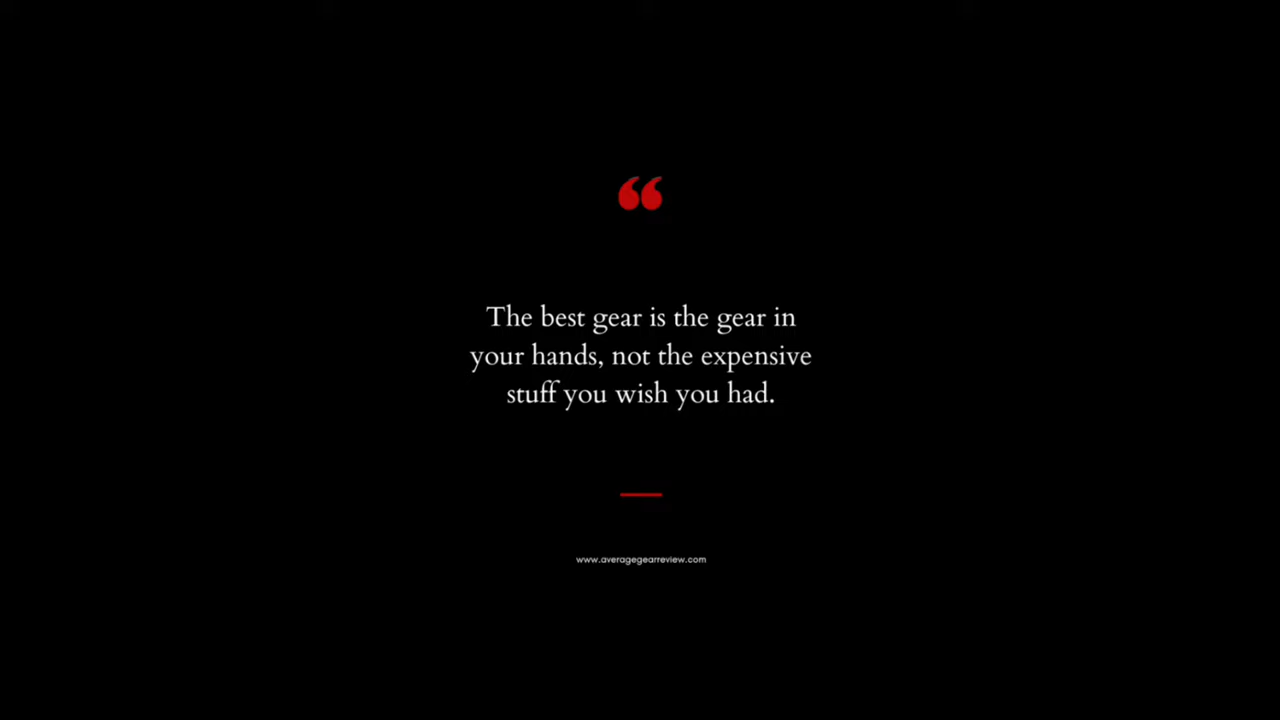 “
The best gear is the gear in
your hands, not the expensive
stuff you wish you had.
www.averagegearreview.com